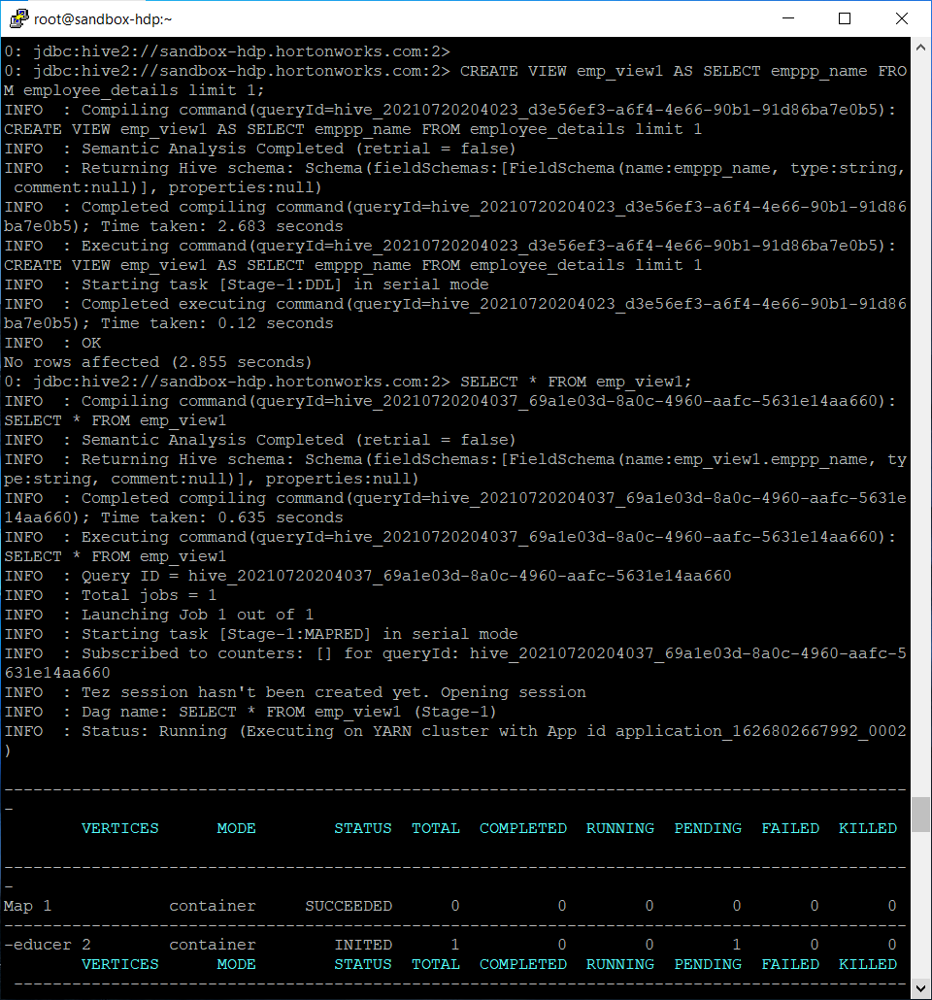 root@sandbox-hdp:~
0: jdbc:hive2://sandbox-hdp.hortonworks.com:2>
0: jdbc:hive2://sandbox-hdp.hortonworks.com:2> CREATE VIEW emp_view1 AS SELECT emppp_name FRO
M employee_details limit 1;
INFO  : Compiling command(queryId=hive_20210720204023_d3e56ef3-a6f4-4e66-90b1-91d86ba7e0b5):
CREATE VIEW emp_view1 AS SELECT emppp_name FROM employee_details limit 1
INFO  : Semantic Analysis Completed (retrial = false)
INFO  : Returning Hive schema: Schema(fieldSchemas:[FieldSchema(name:emppp_name, type:string,
 comment:null)], properties:null)
INFO  : Completed compiling command(queryId=hive_20210720204023_d3e56ef3-a6f4-4e66-90b1-91d86
ba7e0b5); Time taken: 2.683 seconds
INFO  : Executing command(queryId=hive_20210720204023_d3e56ef3-a6f4-4e66-90b1-91d86ba7e0b5):
CREATE VIEW emp_view1 AS SELECT emppp_name FROM employee_details limit 1
INFO  : Starting task [Stage-1:DDL] in serial mode
INFO  : Completed executing command(queryId=hive_20210720204023_d3e56ef3-a6f4-4e66-90b1-91d86
ba7e0b5); Time taken: 0.12 seconds
INFO  : OK
No rows affected (2.855 seconds)
0: jdbc:hive2://sandbox-hdp.hortonworks.com:2> SELECT * FROM emp_view1;
INFO  : Compiling command(queryId=hive_20210720204037_69a1e03d-8a0c-4960-aafc-5631e14aa660):
SELECT * FROM emp_view1
INFO  : Semantic Analysis Completed (retrial = false)
INFO  : Returning Hive schema: Schema(fieldSchemas:[FieldSchema(name:emp_view1.emppp_name, ty
pe:string, comment:null)], properties:null)
INFO  : Completed compiling command(queryId=hive_20210720204037_69a1e03d-8a0c-4960-aafc-5631e
14aa660); Time taken: 0.635 seconds
INFO  : Executing command(queryId=hive_20210720204037_69a1e03d-8a0c-4960-aafc-5631e14aa660):
SELECT * FROM emp_view1
INFO  : Query ID = hive_20210720204037_69a1e03d-8a0c-4960-aafc-5631e14aa660
INFO  : Total jobs = 1
INFO  : Launching Job 1 out of 1
INFO  : Starting task [Stage-1:MAPRED] in serial mode
INFO  : Subscribed to counters: [] for queryId: hive_20210720204037_69a1e03d-8a0c-4960-aafc-5
631e14aa660
INFO  : Tez session hasn't been created yet. Opening session
INFO  : Dag name: SELECT * FROM emp_view1 (Stage-1)
INFO  : Status: Running (Executing on YARN cluster with App id application_1626802667992_0002
)
---------------------------------------------------------------------------------------------
-
        VERTICES      MODE        STATUS  TOTAL  COMPLETED  RUNNING  PENDING  FAILED  KILLED
---------------------------------------------------------------------------------------------
-
Map 1            container     SUCCEEDED      0          0        0        0       0       0
---------------------------------------------------------------------------------------------
-educer 2        container        INITED      1          0        0        1       0       0
        VERTICES      MODE        STATUS  TOTAL  COMPLETED  RUNNING  PENDING  FAILED  KILLED
 --------------------------------------------------------------------------------------------